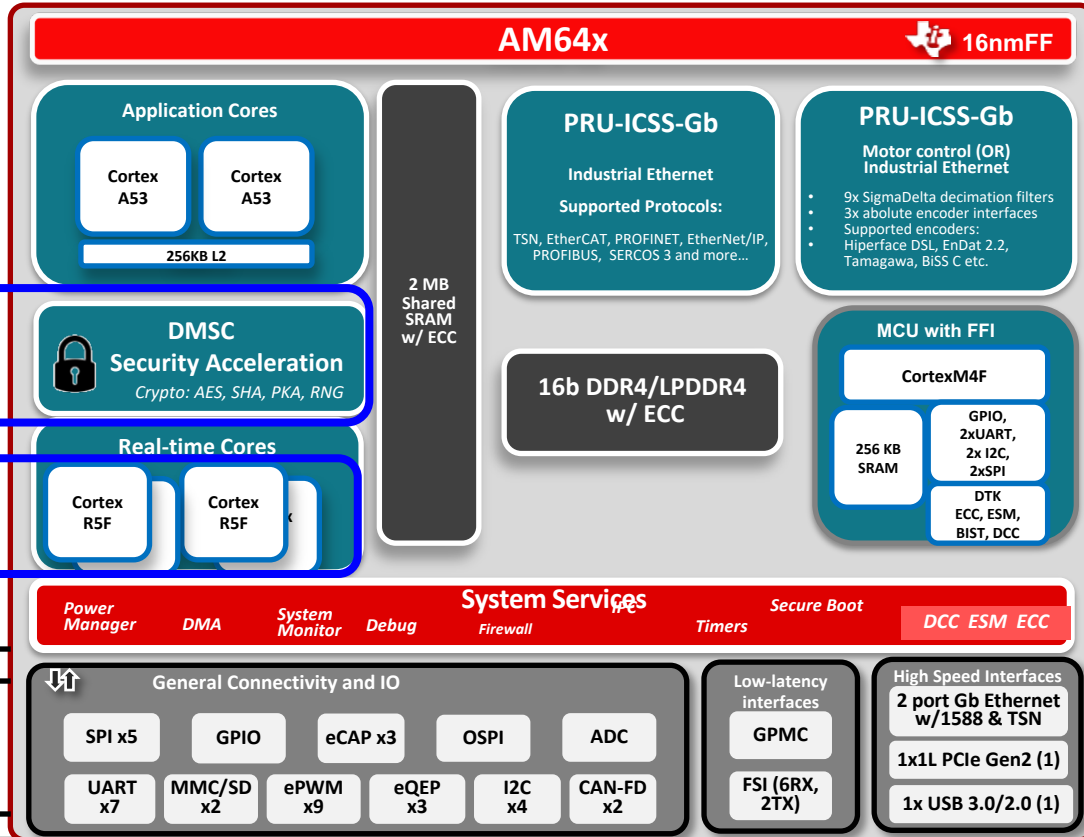 AM64x
16nmFF
Application Cores
Cortex
A53
Cortex
A53
256KB L2
DMSC
Security Acceleration
Crypto: AES, SHA, PKA, RNG
Real-time Cores
Cortex
R5F
Cortex
R5F
x
2 MB
Shared
SRAM
w/ ECC
PRU-ICSS-Gb
Industrial Ethernet
Supported Protocols:
TSN, EtherCAT, PROFINET, EtherNet/IP,
PROFIBUS, SERCOS 3 and more…
PRU-ICSS-Gb
Motor control (OR)
Industrial Ethernet
• 9x SigmaDelta decimation filters
• 3x abolute encoder interfaces
• Supported encoders:
• Hiperface DSL, EnDat 2.2,
Tamagawa, BiSS C etc.
16b DDR4/LPDDR4
w/ ECC
MCU with FFI
CortexM4F
256 KB
SRAM
GPIO,
2xUART,
2x I2C,
2xSPI
DTK
ECC, ESM,
BIST, DCC
System Services
Power
Manager
DMA
System
Monitor
Debug
Firewall
IPC
Timers
Secure Boot
DCC ESM ECC
General Connectivity and IO
SPI x5
GPIO
eCAP x3
OSPI
ADC
UART
x7
MMC/SD
x2
ePWM
x9
eQEP
x3
I2C
x4
CAN-FD
x2
Low-latency
interfaces
GPMC
FSI (6RX,
2TX)
High Speed Interfaces
2 port Gb Ethernet
w/1588 & TSN
1x1L PCIe Gen2 (1)
1x USB 3.0/2.0 (1)